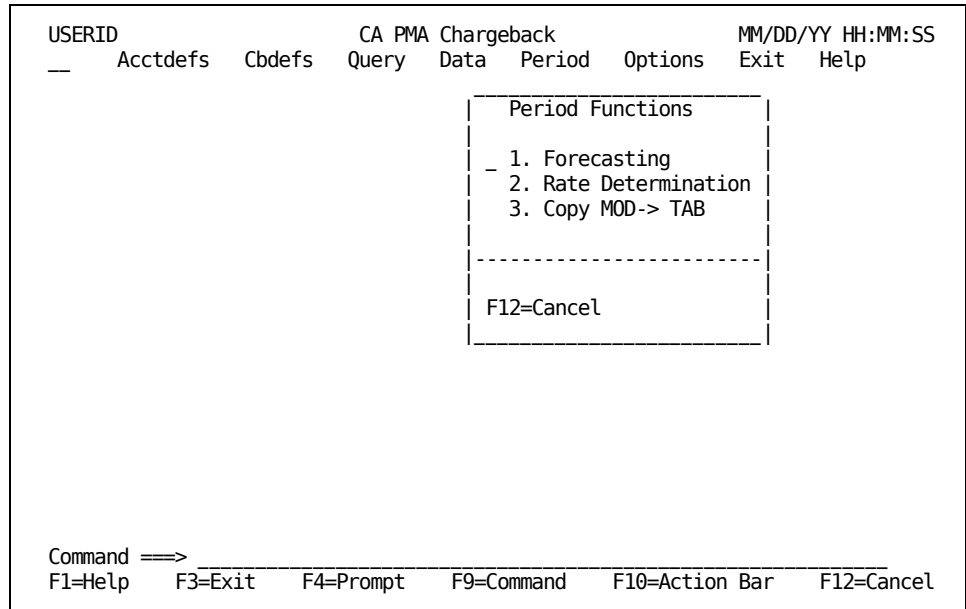 USERID CA PMA Chargeback MM/DD/YY HH:MM:SS
__ Acctdefs Cbdefs Query Data Period Options Exit Help
Period Functions
_ 1. Forecasting
2. Rate Determination
3. Copy MOD-> TAB
F12=Cancel
Command ===> ____________________________________________________________
F1=Help F3=Exit F4=Prompt F9=Command F10=Action Bar F12=Cancel